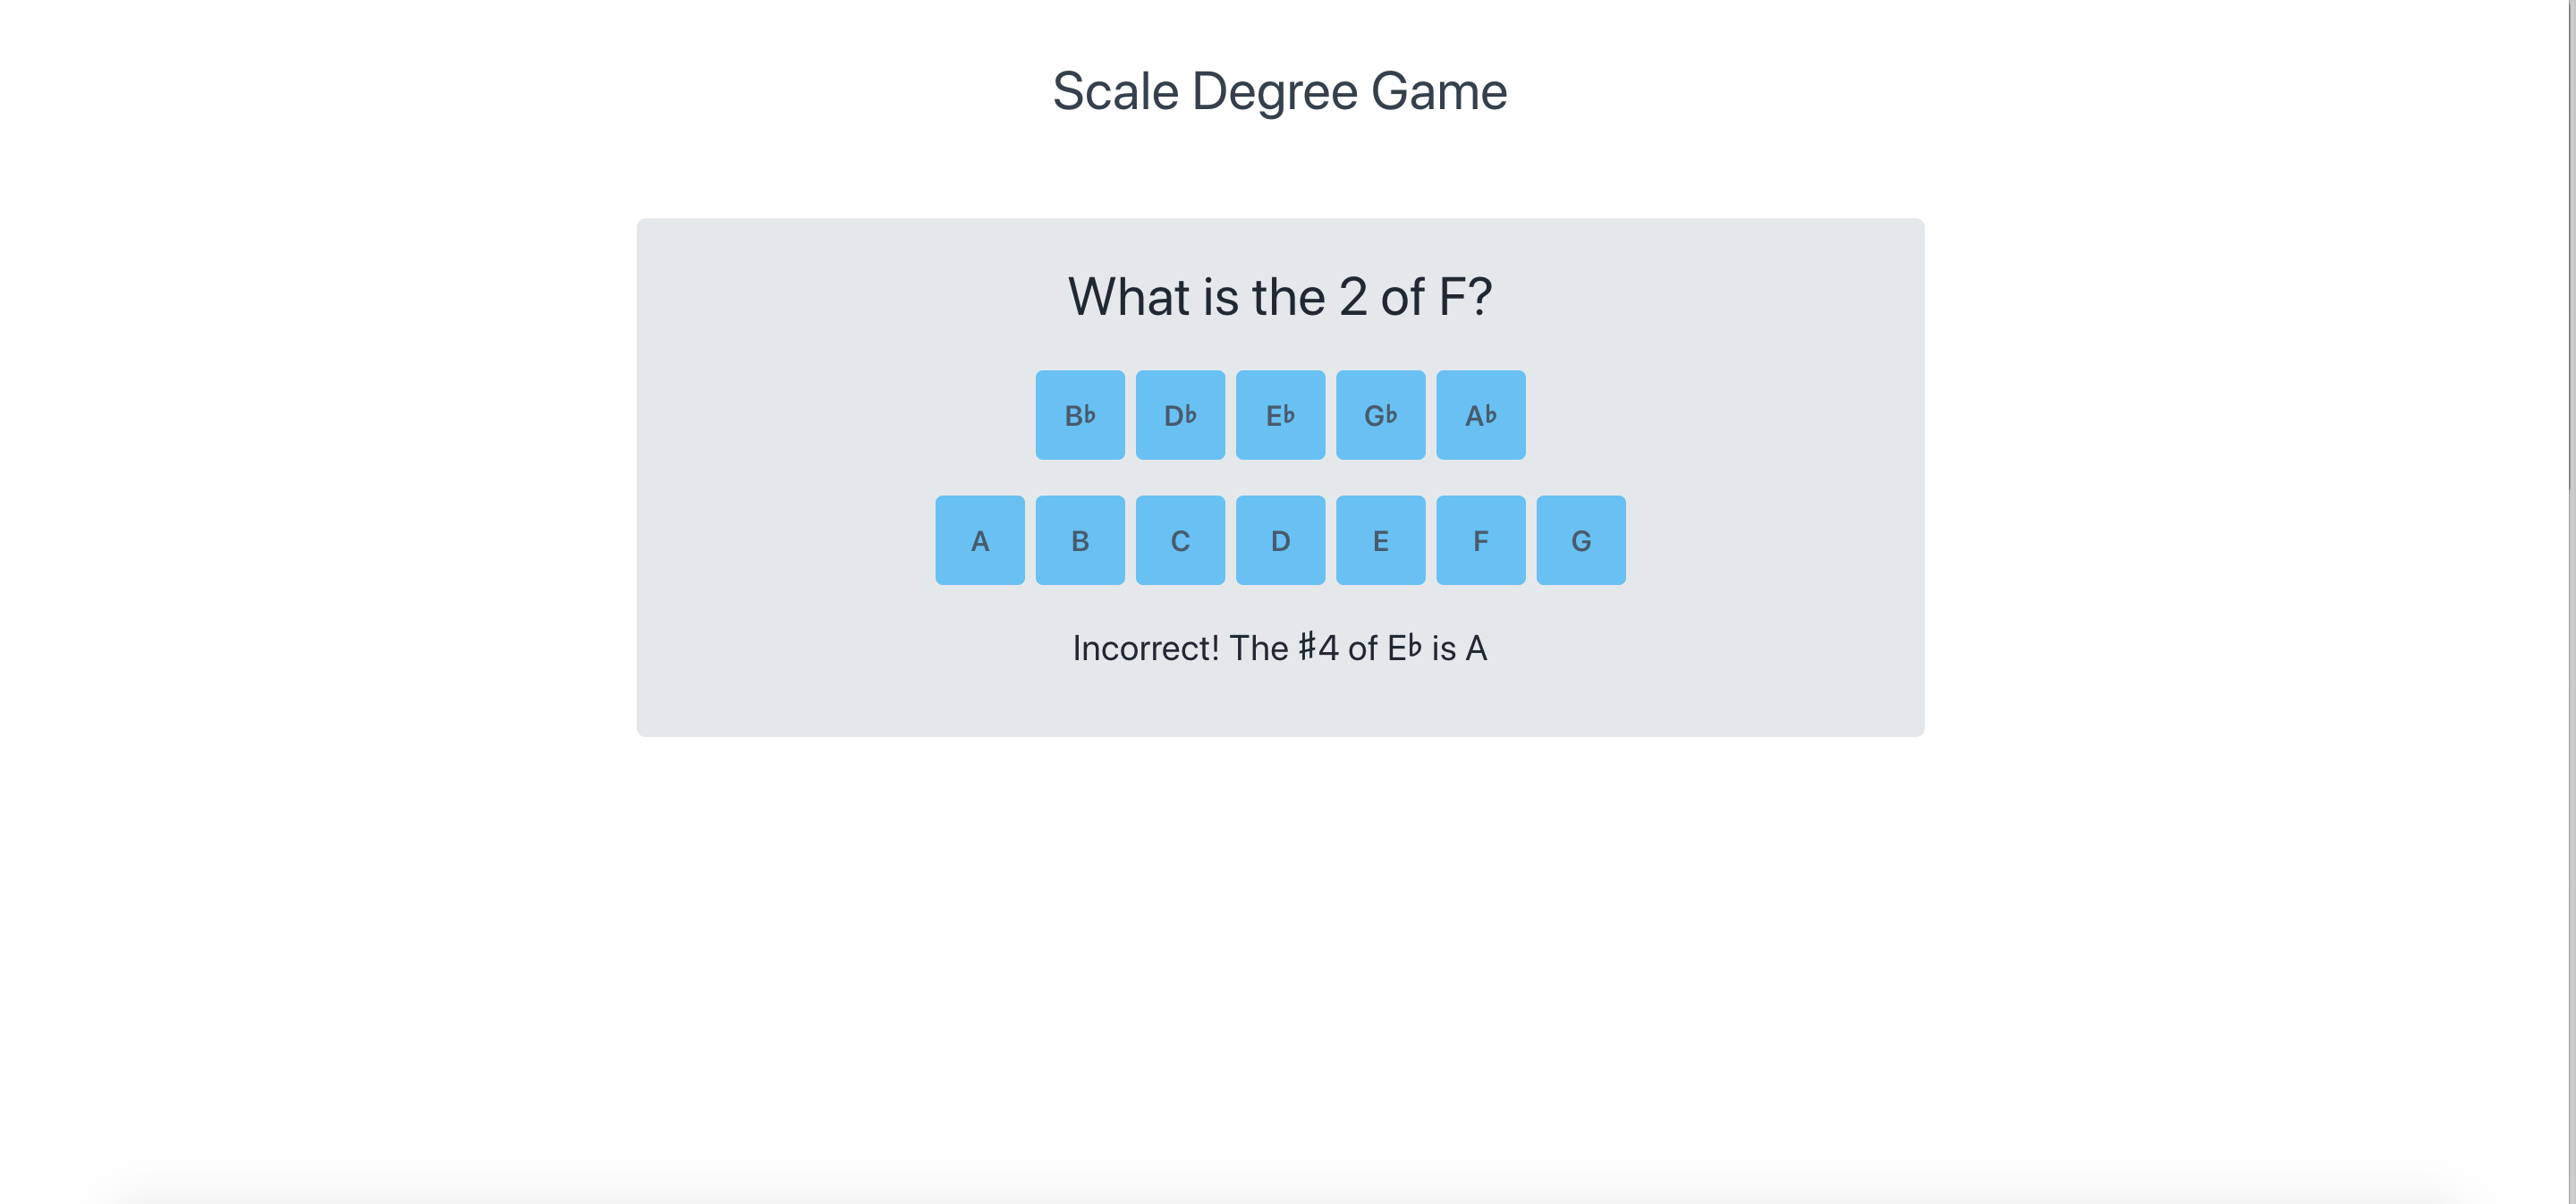 Scale Degree Game
What is the 2 of F?
B♭ D♭ E♭ G♭ A♭
A B C D E F G
Incorrect! The ♯4 of E♭ is A